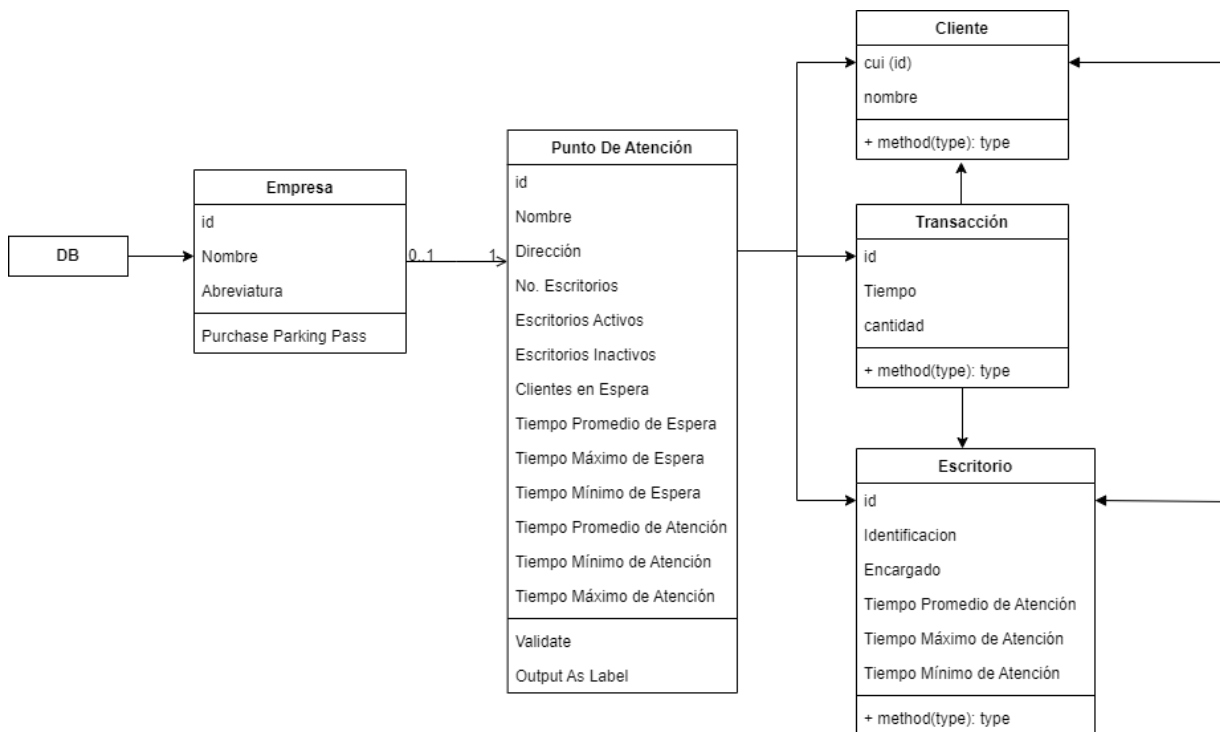 DB
Empresa
id
Nombre
Abreviatura
Purchase Parking Pass
0..1
1
Punto De Atención
id
Nombre
Dirección
No. Escritorios
Escritorios Activos
Escritorios Inactivos
Clientes en Espera
Tiempo Promedio de Espera
Tiempo Máximo de Espera
Tiempo Mínimo de Espera
Tiempo Promedio de Atención
Tiempo Mínimo de Atención
Tiempo Máximo de Atención
Validate
Output As Label
Cliente
cui (id)
nombre
+ method(type): type
Transacción
id
Tiempo
cantidad
+ method(type): type
Escritorio
id
Identificacion
Encargado
Tiempo Promedio de Atención
Tiempo Máximo de Atención
Tiempo Mínimo de Atención
+ method(type): type